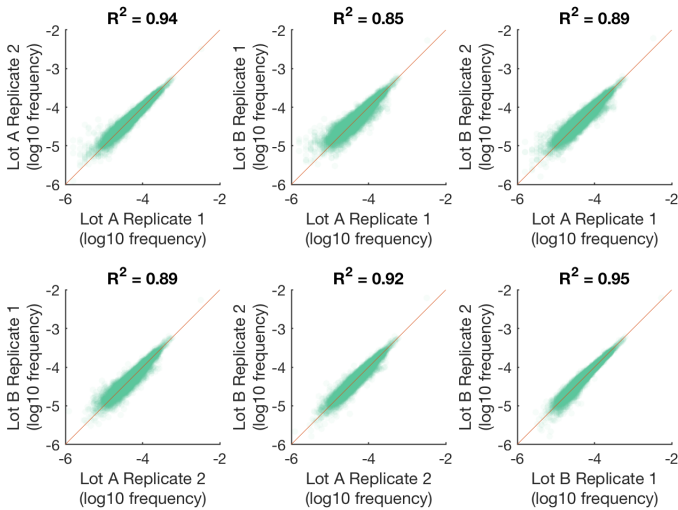 R² = 0.94
-2
-3
-4
-5
-6
-6 -4 -2
Lot A Replicate 2
(log10 frequency)
Lot A Replicate 1
(log10 frequency)
R² = 0.85
-2
-3
-4
-5
-6
-6 -4 -2
Lot B Replicate 1
(log10 frequency)
Lot A Replicate 1
(log10 frequency)
R² = 0.89
-2
-3
-4
-5
-6
-6 -4 -2
Lot B Replicate 2
(log10 frequency)
Lot A Replicate 1
(log10 frequency)
R² = 0.89
-2
-3
-4
-5
-6
-6 -4 -2
Lot B Replicate 1
(log10 frequency)
Lot A Replicate 2
(log10 frequency)
R² = 0.92
-2
-3
-4
-5
-6
-6 -4 -2
Lot B Replicate 2
(log10 frequency)
Lot A Replicate 2
(log10 frequency)
R² = 0.95
-2
-3
-4
-5
-6
-6 -4 -2
Lot B Replicate 2
(log10 frequency)
Lot B Replicate 1
(log10 frequency)